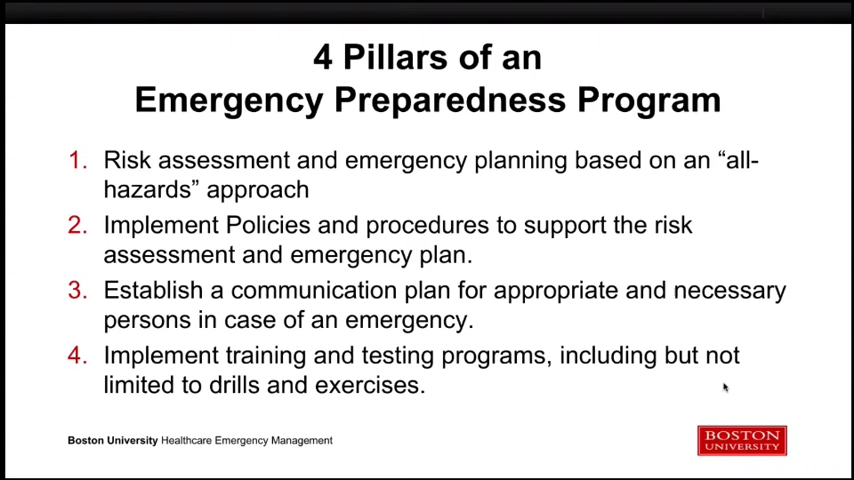 4 Pillars of an
Emergency Preparedness Program
1. Risk assessment and emergency planning based on an “all-
hazards” approach
2. Implement Policies and procedures to support the risk
assessment and emergency plan.
3. Establish a communication plan for appropriate and necessary
persons in case of an emergency.
4. Implement training and testing programs, including but not
limited to drills and exercises.
Boston University Healthcare Emergency Management
BOSTON
UNIVERSITY